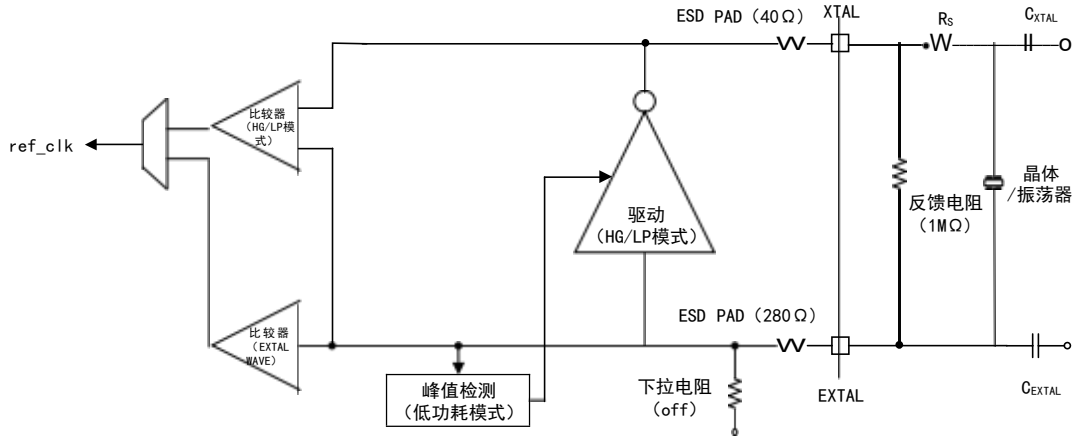 ESD PAD（40Ω）
XTAL
RS
CXTAL
比较器
（HG/LP模
式）
ref_clk
驱动
（HG/LP模式）
反馈电阻
（1MΩ）
晶体
/振荡器
比较器
（EXTAL
WAVE）
ESD PAD（280Ω）
峰值检测
（低功耗模式）
下拉电阻
（off）
EXTAL
CEXTAL